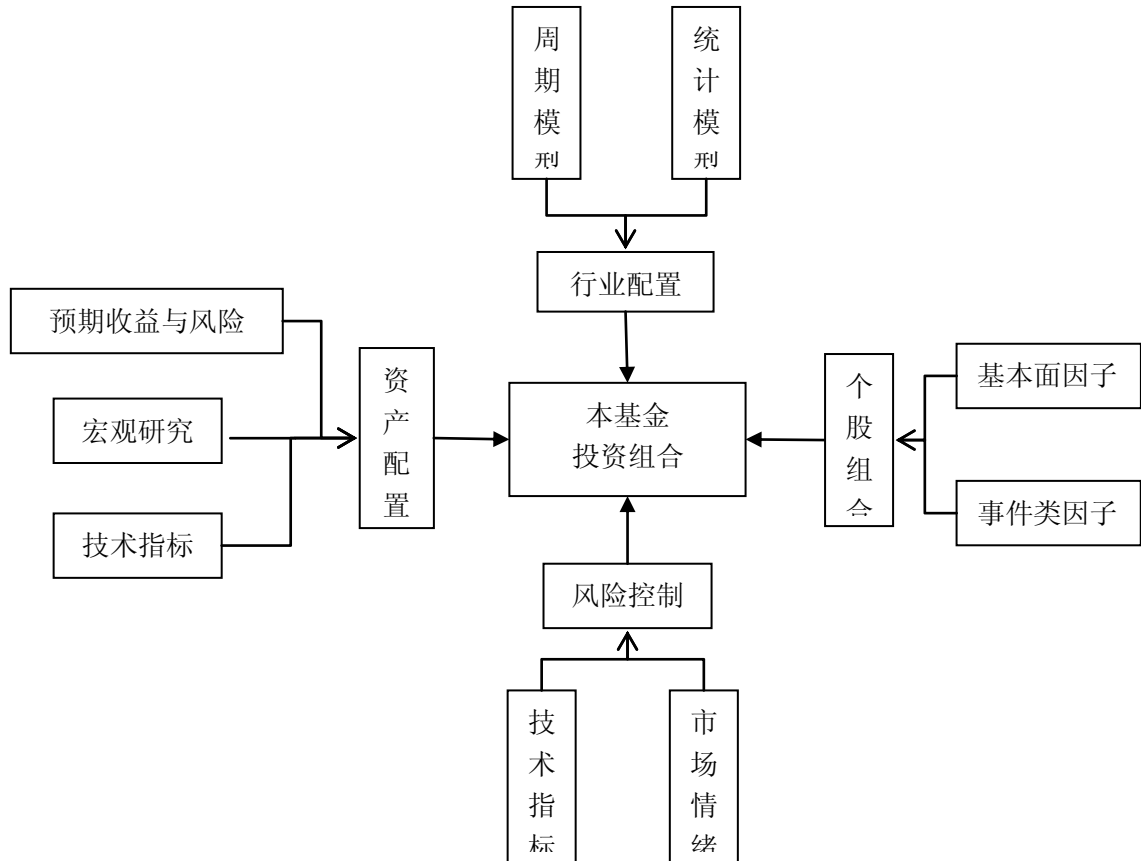 周期模型
统计模型
行业配置
预期收益与风险
宏观研究
技术指标
资产配置
本基金
投资组合
个股组合
基本面因子
事件类因子
风险控制
技术指标
市场情绪